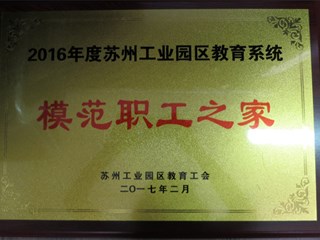 2016年度苏州工业园区教育系统
模范职工之家
苏州工业园区教育工会
二〇一七年二月